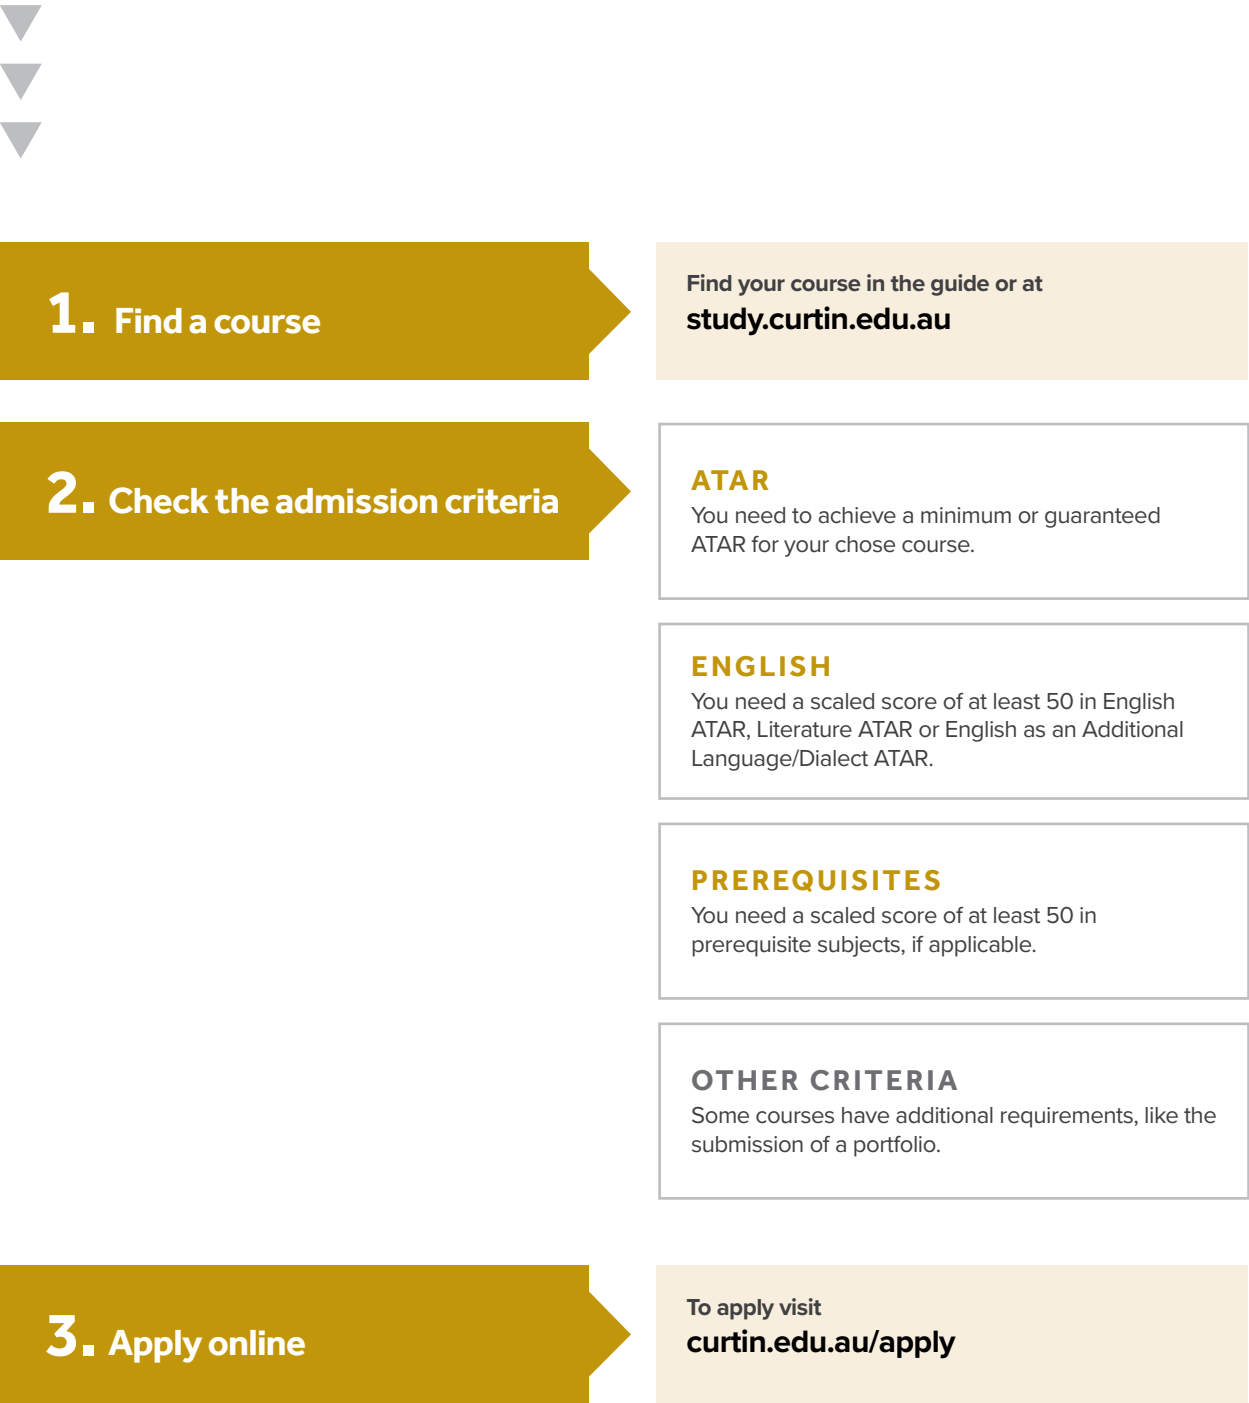 1. Find a course
Find your course in the guide or at
study.curtin.edu.au
2. Check the admission criteria
ATAR
You need to achieve a minimum or guaranteed
ATAR for your chose course.
ENGLISH
You need a scaled score of at least 50 in English
ATAR, Literature ATAR or English as an Additional
Language/Dialect ATAR.
PREREQUISITES
You need a scaled score of at least 50 in
prerequisite subjects, if applicable.
OTHER CRITERIA
Some courses have additional requirements, like the
submission of a portfolio.
3. Apply online
To apply visit
curtin.edu.au/apply